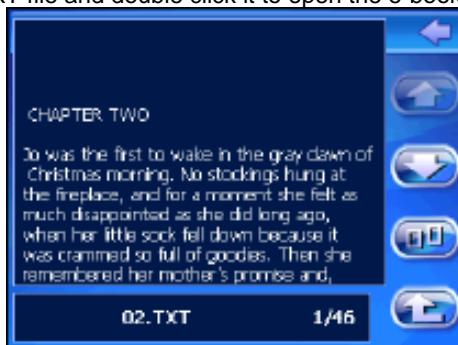 XT file and double click it to open the e-book
CHAPTER TWO
Jo was the first to wake in the gray dawn of
Christmas morning. No stockings hung at
the fireplace, and for a moment she felt as
much disappointed as she did long ago,
when her little sock fell down because it
was crammed so full of goodies. Then she
remembered her mother's promise and,
02.TXT 1/46